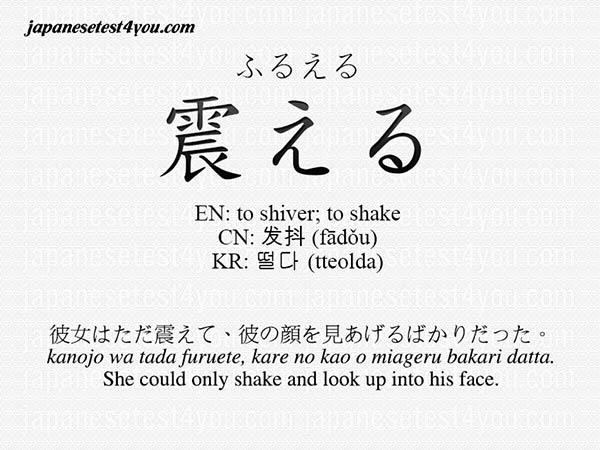 japanesetest4you.com
ふるえる
震える
EN: to shiver; to shake
CN: 发抖 (fādǒu)
KR: 떨다 (tteolda)
彼女はただ震えて、彼の顔を見あげるばかりだった。
kanojo wa tada furuete, kare no kao o miageru bakari datta.
She could only shake and look up into his face.